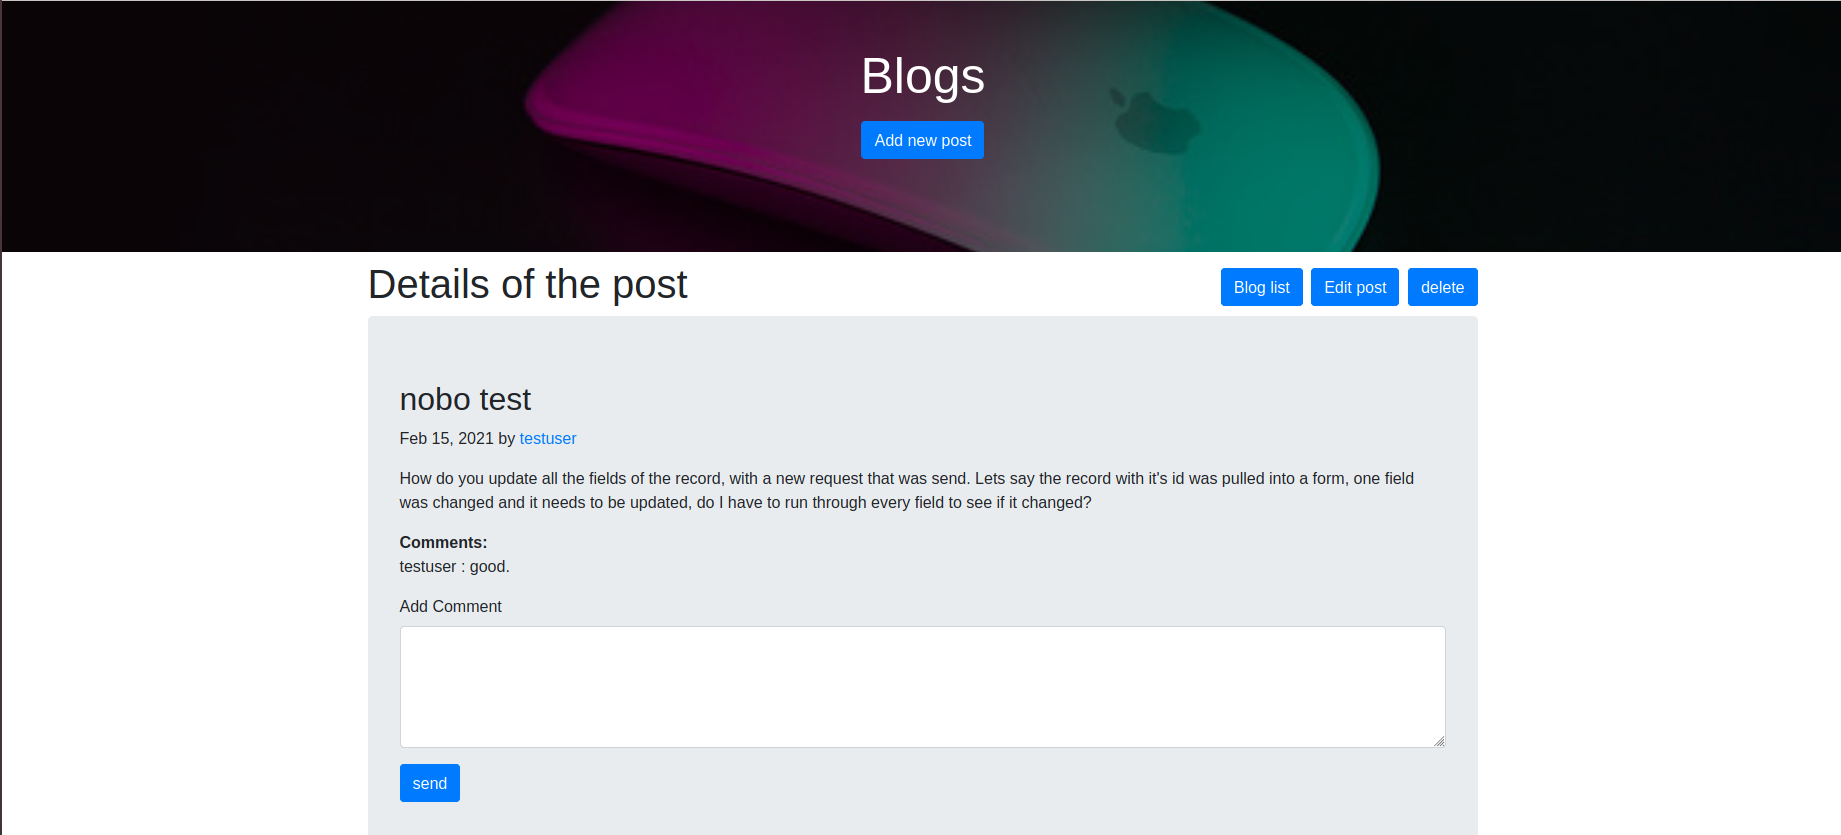 Blogs
Add new post
Details of the post
Blog list
Edit post
delete
nobo test
Feb 15, 2021 by testuser
How do you update all the fields of the record, with a new request that was send. Lets say the record with it's id was pulled into a form, one field
was changed and it needs to be updated, do I have to run through every field to see if it changed?
Comments:
testuser : good.
Add Comment
send